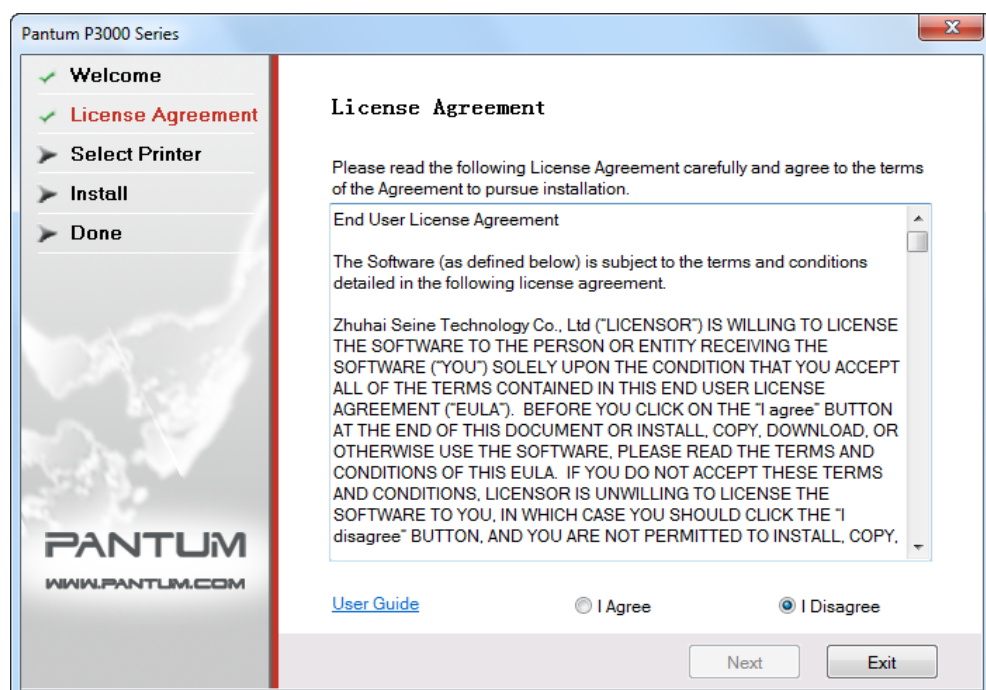 Pantum P3000 Series
Welcome
License Agreement
Select Printer
Install
Done
PANTUM
WWW.PANTUM.COM
License Agreement
Please read the following License Agreement carefully and agree to the terms
of the Agreement to pursue installation.
End User License Agreement
The Software (as defined below) is subject to the terms and conditions
detailed in the following license agreement.
Zhuhai Seine Technology Co., Ltd ("LICENSOR") IS WILLING TO LICENSE
THE SOFTWARE TO THE PERSON OR ENTITY RECEIVING THE
SOFTWARE ("YOU") SOLELY UPON THE CONDITION THAT YOU ACCEPT
ALL OF THE TERMS CONTAINED IN THIS END USER LICENSE
AGREEMENT ("EULA").  BEFORE YOU CLICK ON THE "I agree" BUTTON
AT THE END OF THIS DOCUMENT OR INSTALL, COPY, DOWNLOAD, OR
OTHERWISE USE THE SOFTWARE, PLEASE READ THE TERMS AND
CONDITIONS OF THIS EULA.  IF YOU DO NOT ACCEPT THESE TERMS
AND CONDITIONS, LICENSOR IS UNWILLING TO LICENSE THE
SOFTWARE TO YOU, IN WHICH CASE YOU SHOULD CLICK THE "I
disagree" BUTTON, AND YOU ARE NOT PERMITTED TO INSTALL, COPY,
User Guide
I Agree
I Disagree
Next
Exit